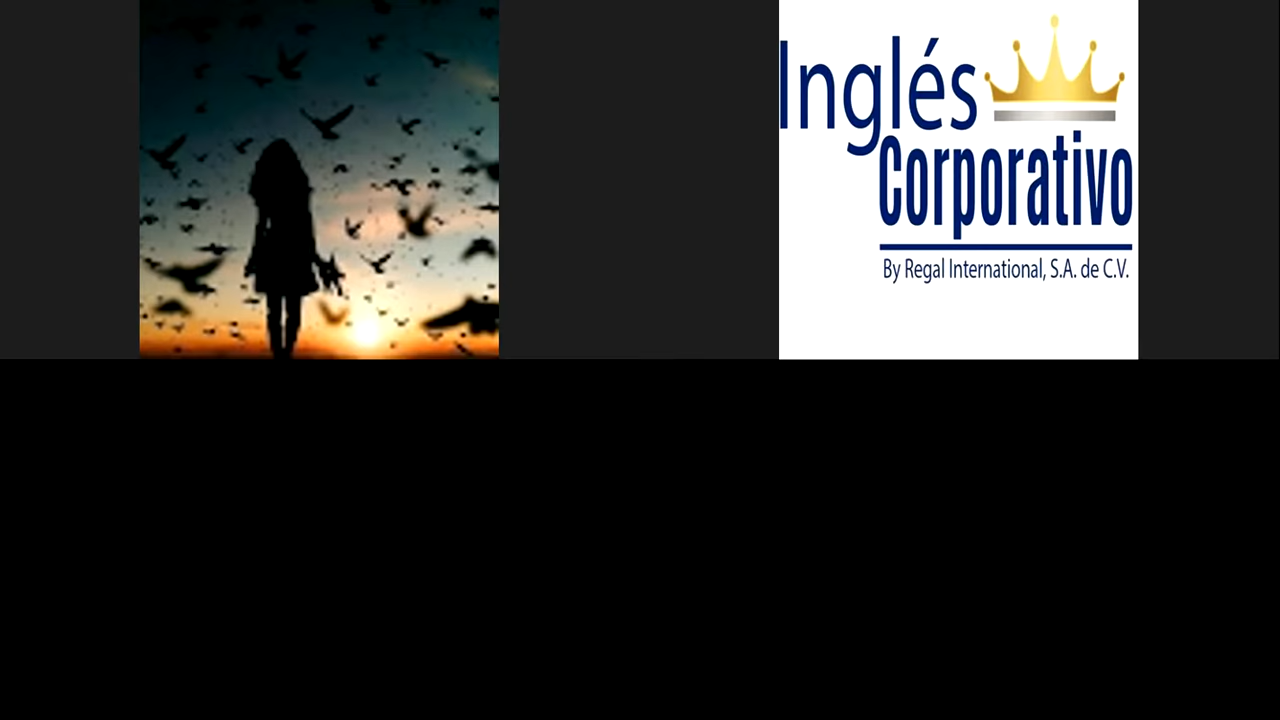 Inglés
Corporativo
By Regal International, S.A. de C.V.